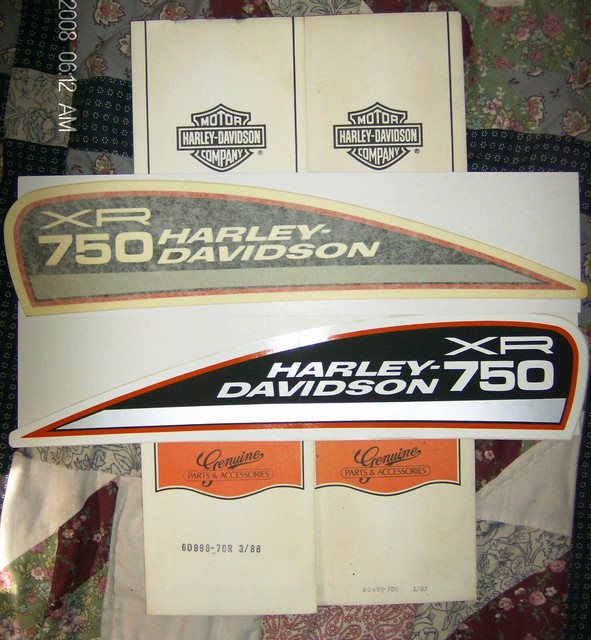 2008 06:12 AM
MOTOR
HARLEY-DAVIDSON
COMPANY
®
MOTOR
HARLEY-DAVIDSON
COMPANY
®
XR
750 HARLEY-
DAVIDSON
XR
HARLEY-
DAVIDSON 750
Genuine
PARTS & ACCESSORIES
Genuine
PARTS & ACCESSORIES
60998-70R 3/88